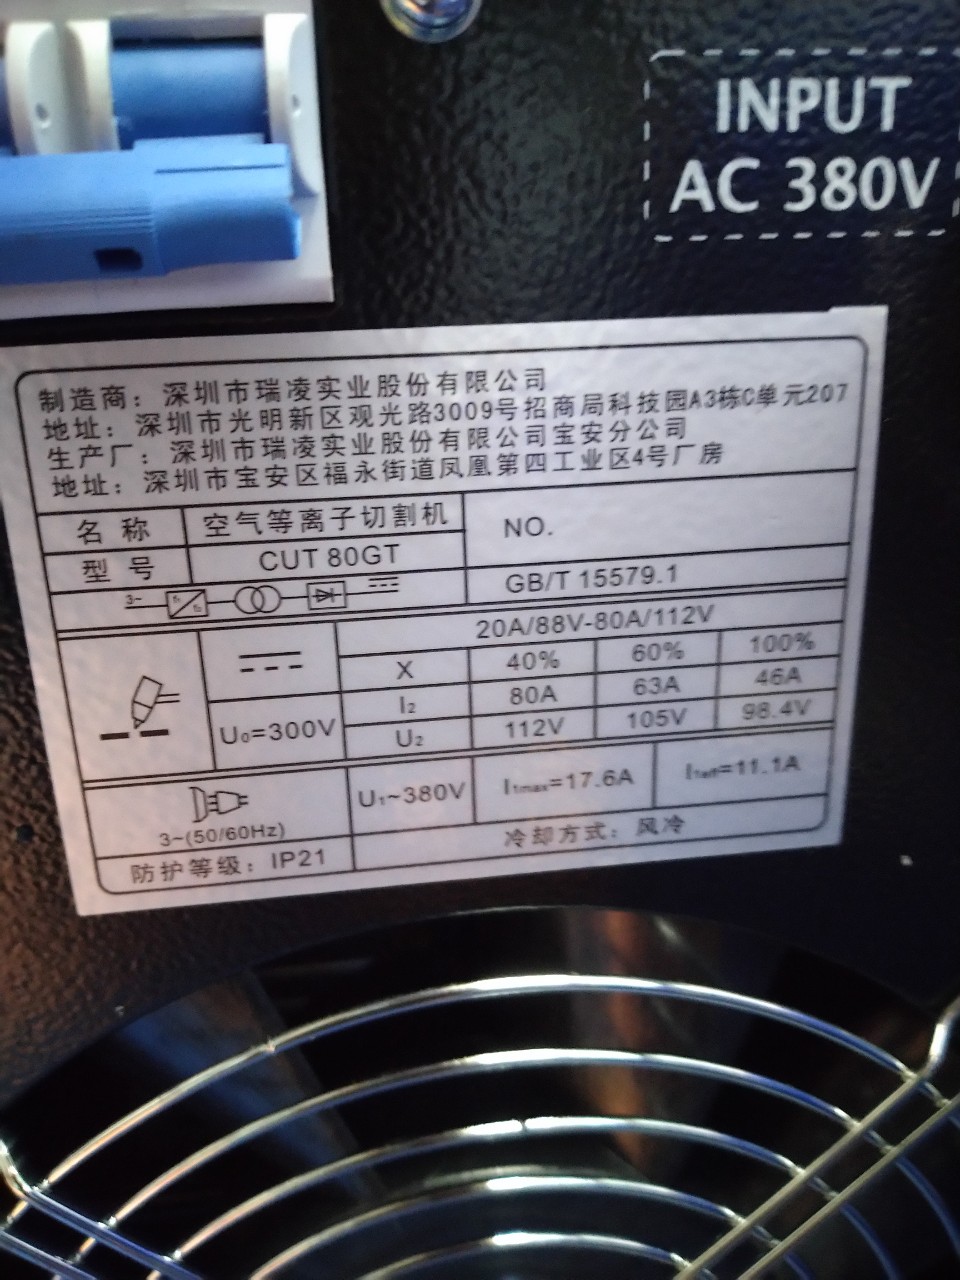 INPUT
AC 380V
制造商：深圳市瑞凌实业股份有限公司
地址：深圳市光明新区观光路3009号招商局科技园A3栋C单元207
生产厂：深圳市瑞凌实业股份有限公司宝安分公司
地址：深圳市宝安区福永街道凤凰第四工业区4号厂房
名称 空气等离子切割机 NO.
型号 CUT 80GT
3~ f₁ f₂ GB/T 15579.1
20A/88V-80A/112V
X 40% 60% 100%
I₂ 80A 63A 46A
U₀=300V U₂ 112V 105V 98.4V
U₁~380V I₁max=17.6A I₁eff=11.1A
3~(50/60Hz)
防护等级：IP21 冷却方式：风冷